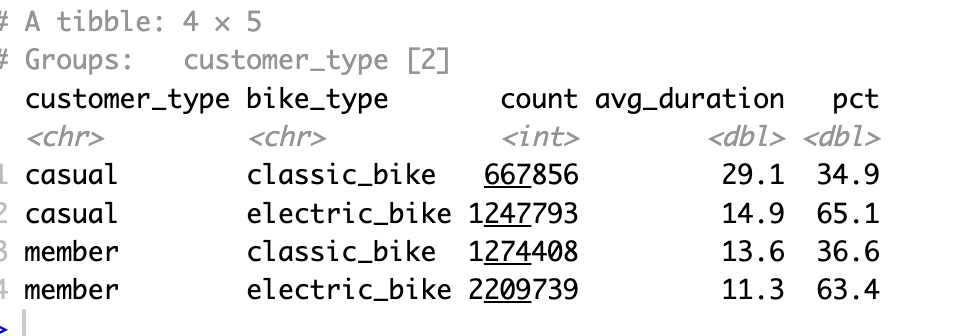 # A tibble: 4 × 5
# Groups:   customer_type [2]
  customer_type bike_type       count avg_duration   pct
  <chr>         <chr>           <int>        <dbl> <dbl>
1 casual        classic_bike   667856         29.1  34.9
2 casual        electric_bike 1247793         14.9  65.1
3 member        classic_bike  1274408         13.6  36.6
4 member        electric_bike 2209739         11.3  63.4
>